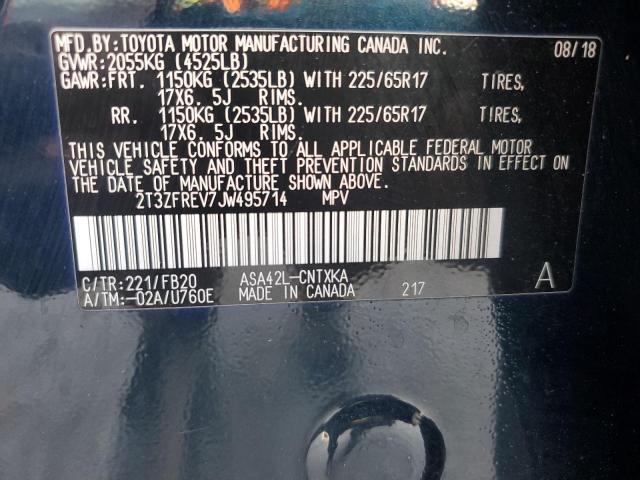 MFD.BY:TOYOTA MOTOR MANUFACTURING CANADA INC. 08/18
GVWR:2055KG (4525LB)
GAWR:FRT. 1150KG (2535LB) WITH 225/65R17 TIRES,
17X6. 5J RIMS.
RR. 1150KG (2535LB) WITH 225/65R17 TIRES,
17X6. 5J RIMS.
THIS VEHICLE CONFORMS TO ALL APPLICABLE FEDERAL MOTOR
VEHICLE SAFETY AND THEFT PREVENTION STANDARDS IN EFFECT ON
THE DATE OF MANUFACTURE SHOWN ABOVE.
2T3ZFREV7JW495714 MPV
C/TR:221/FB20 ASA42L-CNTXKA A
A/TM:-02A/U760E MADE IN CANADA 217